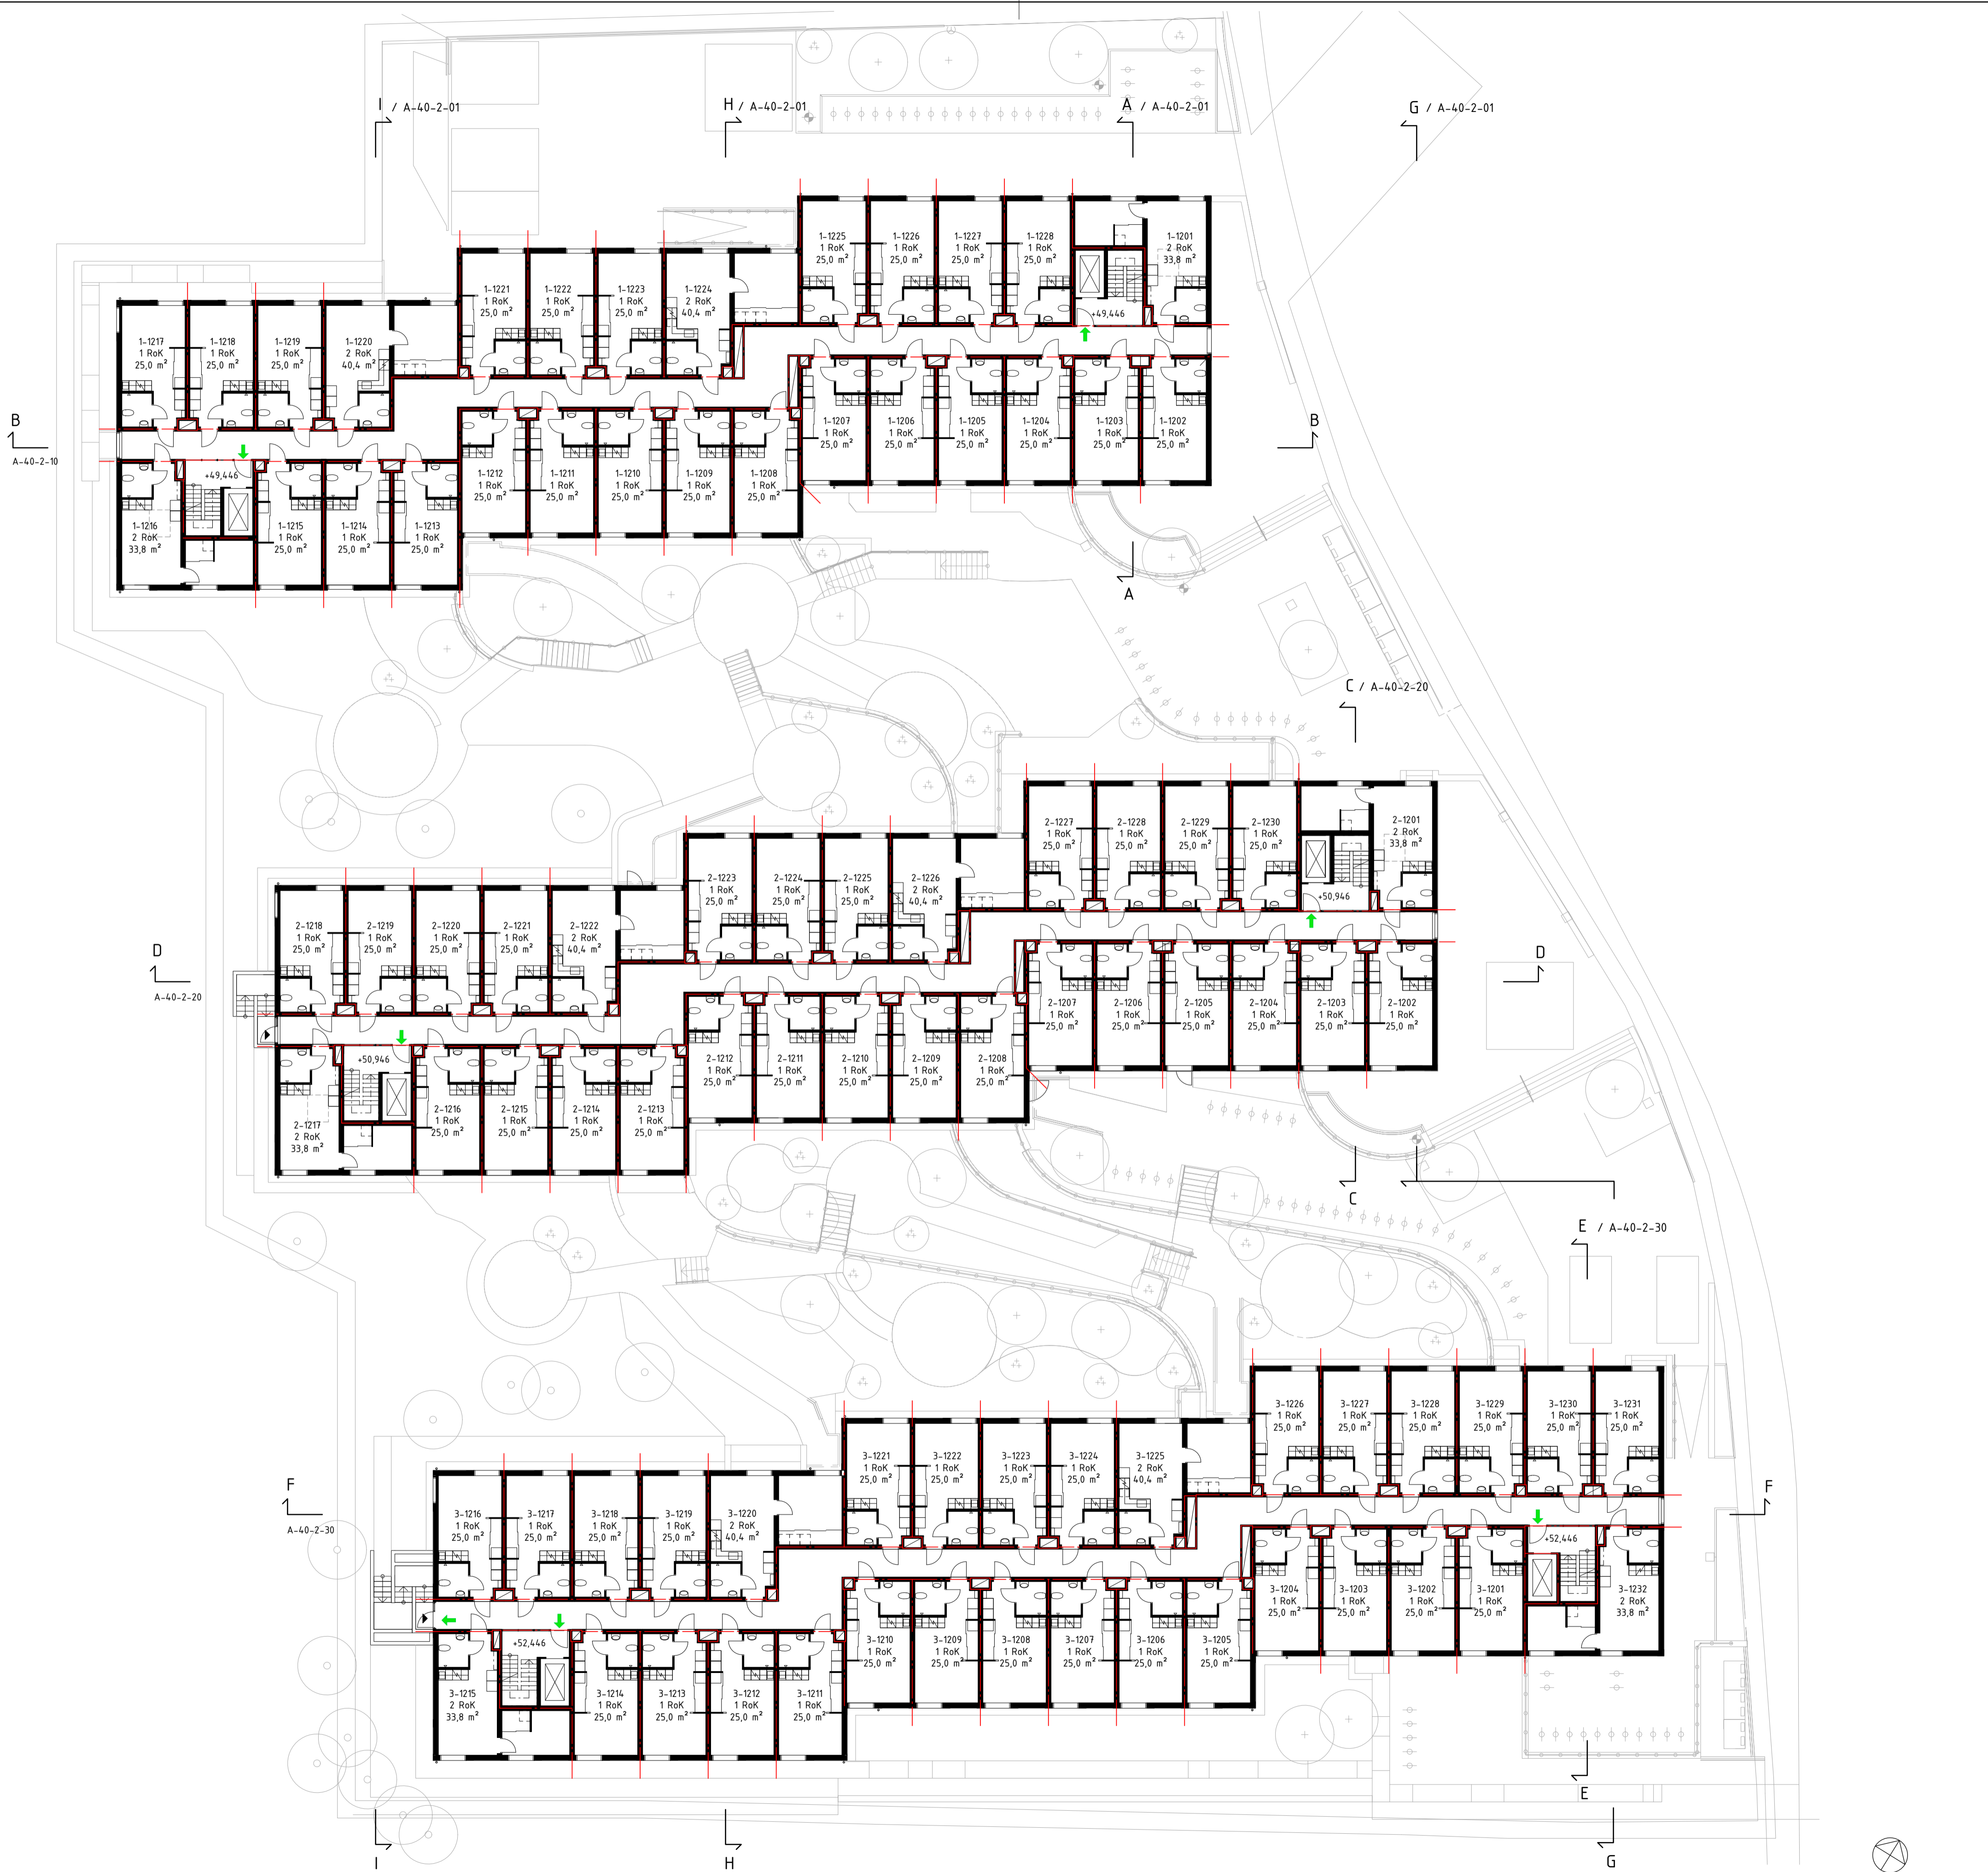 I / A-40-2-01
H / A-40-2-01
A / A-40-2-01
G / A-40-2-01
1-1225
1 RoK
25,0 m²
1-1226
1 RoK
25,0 m²
1-1227
1 RoK
25,0 m²
1-1228
1 RoK
25,0 m²
1-1201
2 RoK
33,8 m²
1-1221
1 RoK
25,0 m²
1-1222
1 RoK
25,0 m²
1-1223
1 RoK
25,0 m²
1-1224
2 RoK
40,4 m²
+49,446
1-1217
1 RoK
25,0 m²
1-1218
1 RoK
25,0 m²
1-1219
1 RoK
25,0 m²
1-1220
2 RoK
40,4 m²
B
A-40-2-10
B
1-1207
1 RoK
25,0 m²
1-1206
1 RoK
25,0 m²
1-1205
1 RoK
25,0 m²
1-1204
1 RoK
25,0 m²
1-1203
1 RoK
25,0 m²
1-1202
1 RoK
25,0 m²
+49,446
1-1212
1 RoK
25,0 m²
1-1211
1 RoK
25,0 m²
1-1210
1 RoK
25,0 m²
1-1209
1 RoK
25,0 m²
1-1208
1 RoK
25,0 m²
1-1216
2 RoK
33,8 m²
1-1215
1 RoK
25,0 m²
1-1214
1 RoK
25,0 m²
1-1213
1 RoK
25,0 m²
A
C / A-40-2-20
2-1227
1 RoK
25,0 m²
2-1228
1 RoK
25,0 m²
2-1229
1 RoK
25,0 m²
2-1230
1 RoK
25,0 m²
2-1201
2 RoK
33,8 m²
2-1223
1 RoK
25,0 m²
2-1224
1 RoK
25,0 m²
2-1225
1 RoK
25,0 m²
2-1226
2 RoK
40,4 m²
+50,946
2-1218
1 RoK
25,0 m²
2-1219
1 RoK
25,0 m²
2-1220
1 RoK
25,0 m²
2-1221
1 RoK
25,0 m²
2-1222
2 RoK
40,4 m²
D
A-40-2-20
D
2-1207
1 RoK
25,0 m²
2-1206
1 RoK
25,0 m²
2-1205
1 RoK
25,0 m²
2-1204
1 RoK
25,0 m²
2-1203
1 RoK
25,0 m²
2-1202
1 RoK
25,0 m²
+50,946
2-1212
1 RoK
25,0 m²
2-1211
1 RoK
25,0 m²
2-1210
1 RoK
25,0 m²
2-1209
1 RoK
25,0 m²
2-1208
1 RoK
25,0 m²
2-1217
2 RoK
33,8 m²
2-1216
1 RoK
25,0 m²
2-1215
1 RoK
25,0 m²
2-1214
1 RoK
25,0 m²
2-1213
1 RoK
25,0 m²
C
E / A-40-2-30
3-1226
1 RoK
25,0 m²
3-1227
1 RoK
25,0 m²
3-1228
1 RoK
25,0 m²
3-1229
1 RoK
25,0 m²
3-1230
1 RoK
25,0 m²
3-1231
1 RoK
25,0 m²
3-1221
1 RoK
25,0 m²
3-1222
1 RoK
25,0 m²
3-1223
1 RoK
25,0 m²
3-1224
1 RoK
25,0 m²
3-1225
2 RoK
40,4 m²
F
A-40-2-30
F
3-1216
1 RoK
25,0 m²
3-1217
1 RoK
25,0 m²
3-1218
1 RoK
25,0 m²
3-1219
1 RoK
25,0 m²
3-1220
2 RoK
40,4 m²
+52,446
3-1204
1 RoK
25,0 m²
3-1203
1 RoK
25,0 m²
3-1202
1 RoK
25,0 m²
3-1201
1 RoK
25,0 m²
3-1232
2 RoK
33,8 m²
+52,446
3-1210
1 RoK
25,0 m²
3-1209
1 RoK
25,0 m²
3-1208
1 RoK
25,0 m²
3-1207
1 RoK
25,0 m²
3-1206
1 RoK
25,0 m²
3-1205
1 RoK
25,0 m²
3-1215
2 RoK
33,8 m²
3-1214
1 RoK
25,0 m²
3-1213
1 RoK
25,0 m²
3-1212
1 RoK
25,0 m²
3-1211
1 RoK
25,0 m²
E
I
H
G